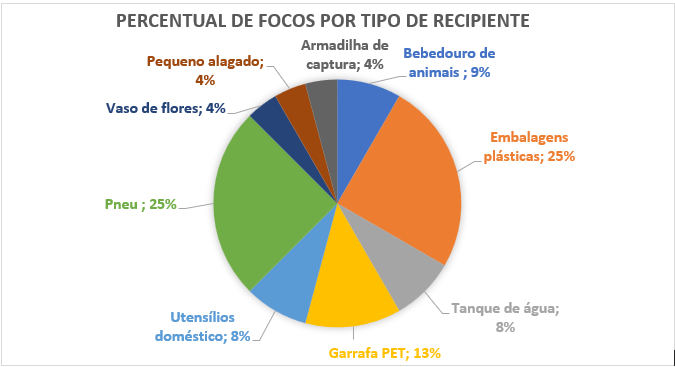 PERCENTUAL DE FOCOS POR TIPO DE RECIPIENTE
Armadilha de
captura; 4%
Bebedouro de
animais ; 9%
Pequeno alagado;
4%
Vaso de flores; 4%
Embalagens
plásticas; 25%
Pneu ; 25%
Tanque de água;
8%
Utensílios
doméstico; 8%
Garrafa PET; 13%